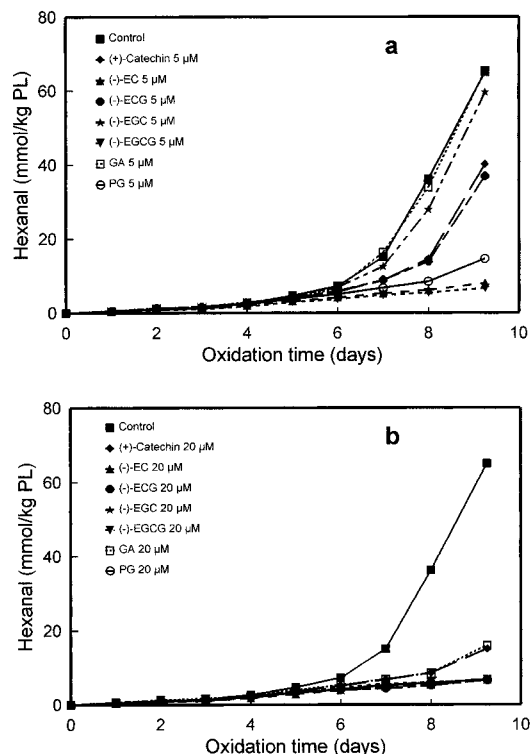 80
60
40
20
0
Hexanal (mmol/kg PL)
a
Control
(+)-Catechin 5 µM
(-)-EC 5 µM
(-)-ECG 5 µM
(-)-EGC 5 µM
(-)-EGCG 5 µM
GA 5 µM
PG 5 µM
0 2 4 6 8 10
Oxidation time (days)
80
60
40
20
0
Hexanal (mmol/kg PL)
b
Control
(+)-Catechin 20 µM
(-)-EC 20 µM
(-)-ECG 20 µM
(-)-EGC 20 µM
(-)-EGCG 20 µM
GA 20 µM
PG 20 µM
0 2 4 6 8 10
Oxidation time (days)